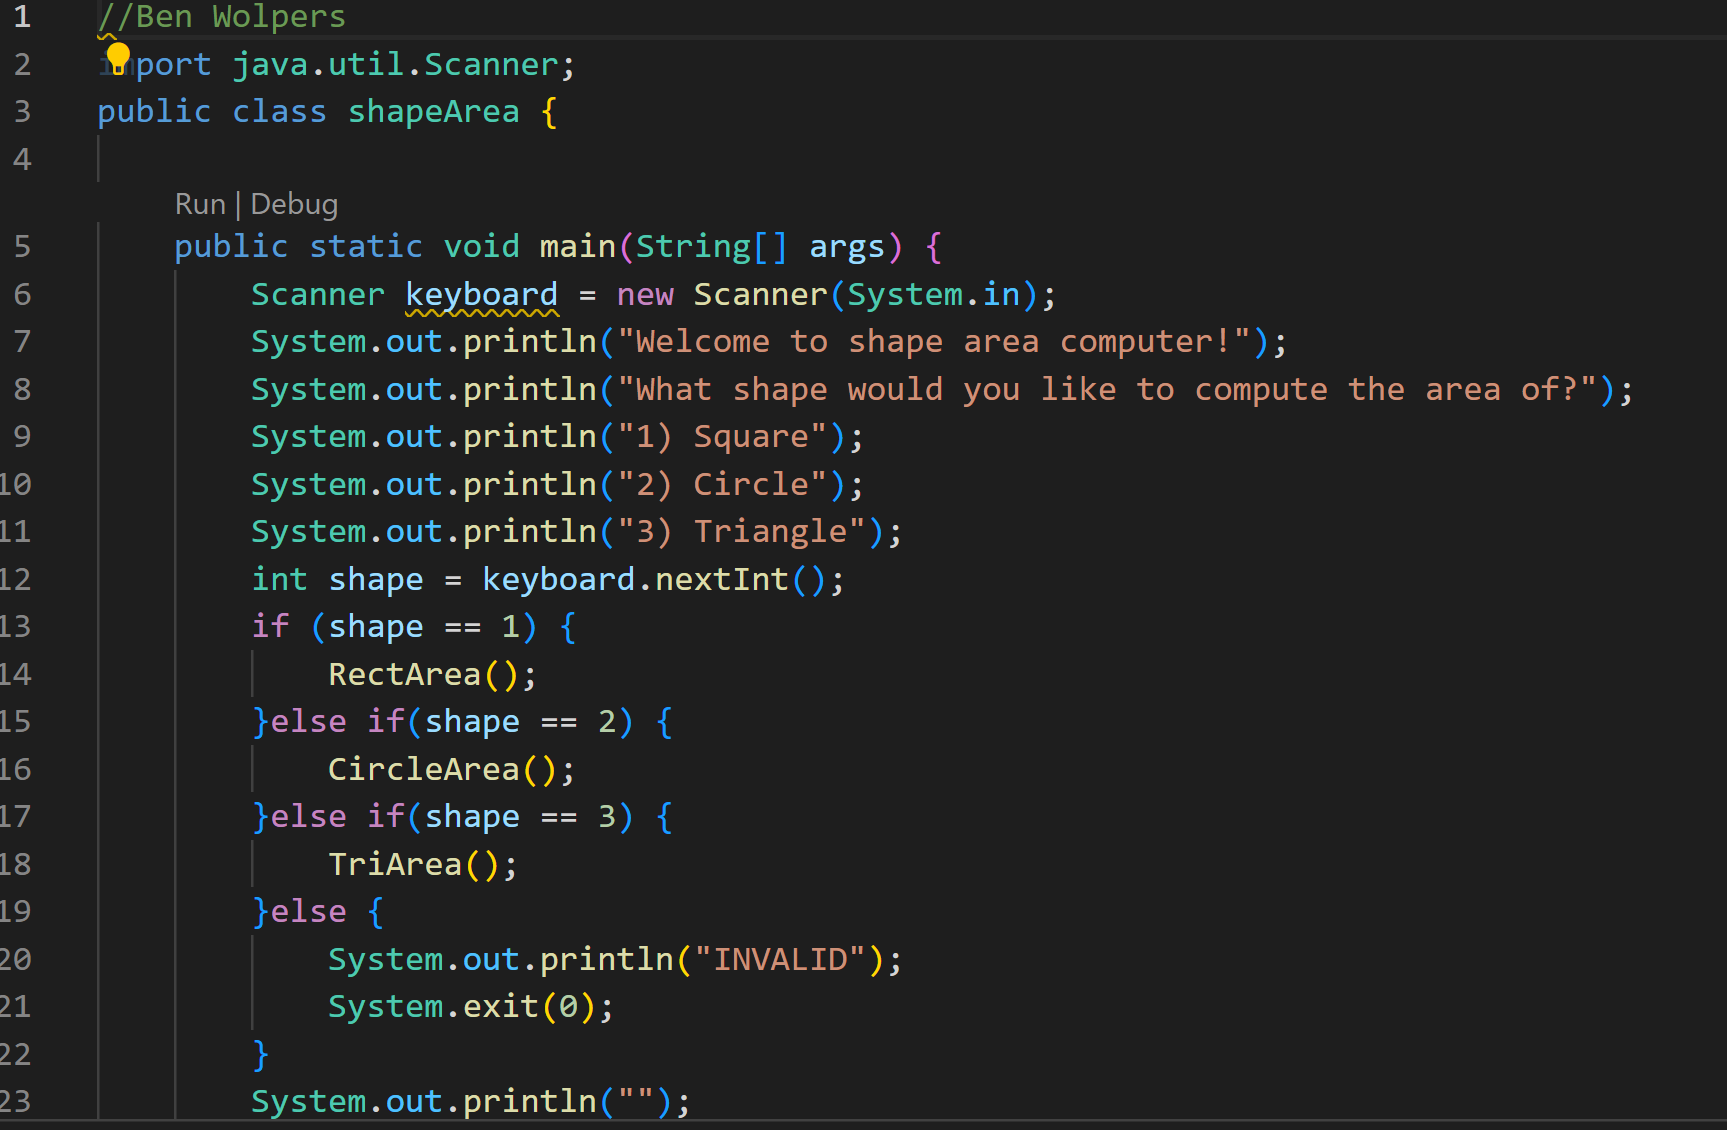 1 //Ben Wolpers
2 import java.util.Scanner;
3 public class shapeArea {
4
Run | Debug
5 public static void main(String[] args) {
6 Scanner keyboard = new Scanner(System.in);
7 System.out.println("Welcome to shape area computer!");
8 System.out.println("What shape would you like to compute the area of?");
9 System.out.println("1) Square");
10 System.out.println("2) Circle");
11 System.out.println("3) Triangle");
12 int shape = keyboard.nextInt();
13 if (shape == 1) {
14 RectArea();
15 }else if(shape == 2) {
16 CircleArea();
17 }else if(shape == 3) {
18 TriArea();
19 }else {
20 System.out.println("INVALID");
21 System.exit(0);
22 }
23 System.out.println("");